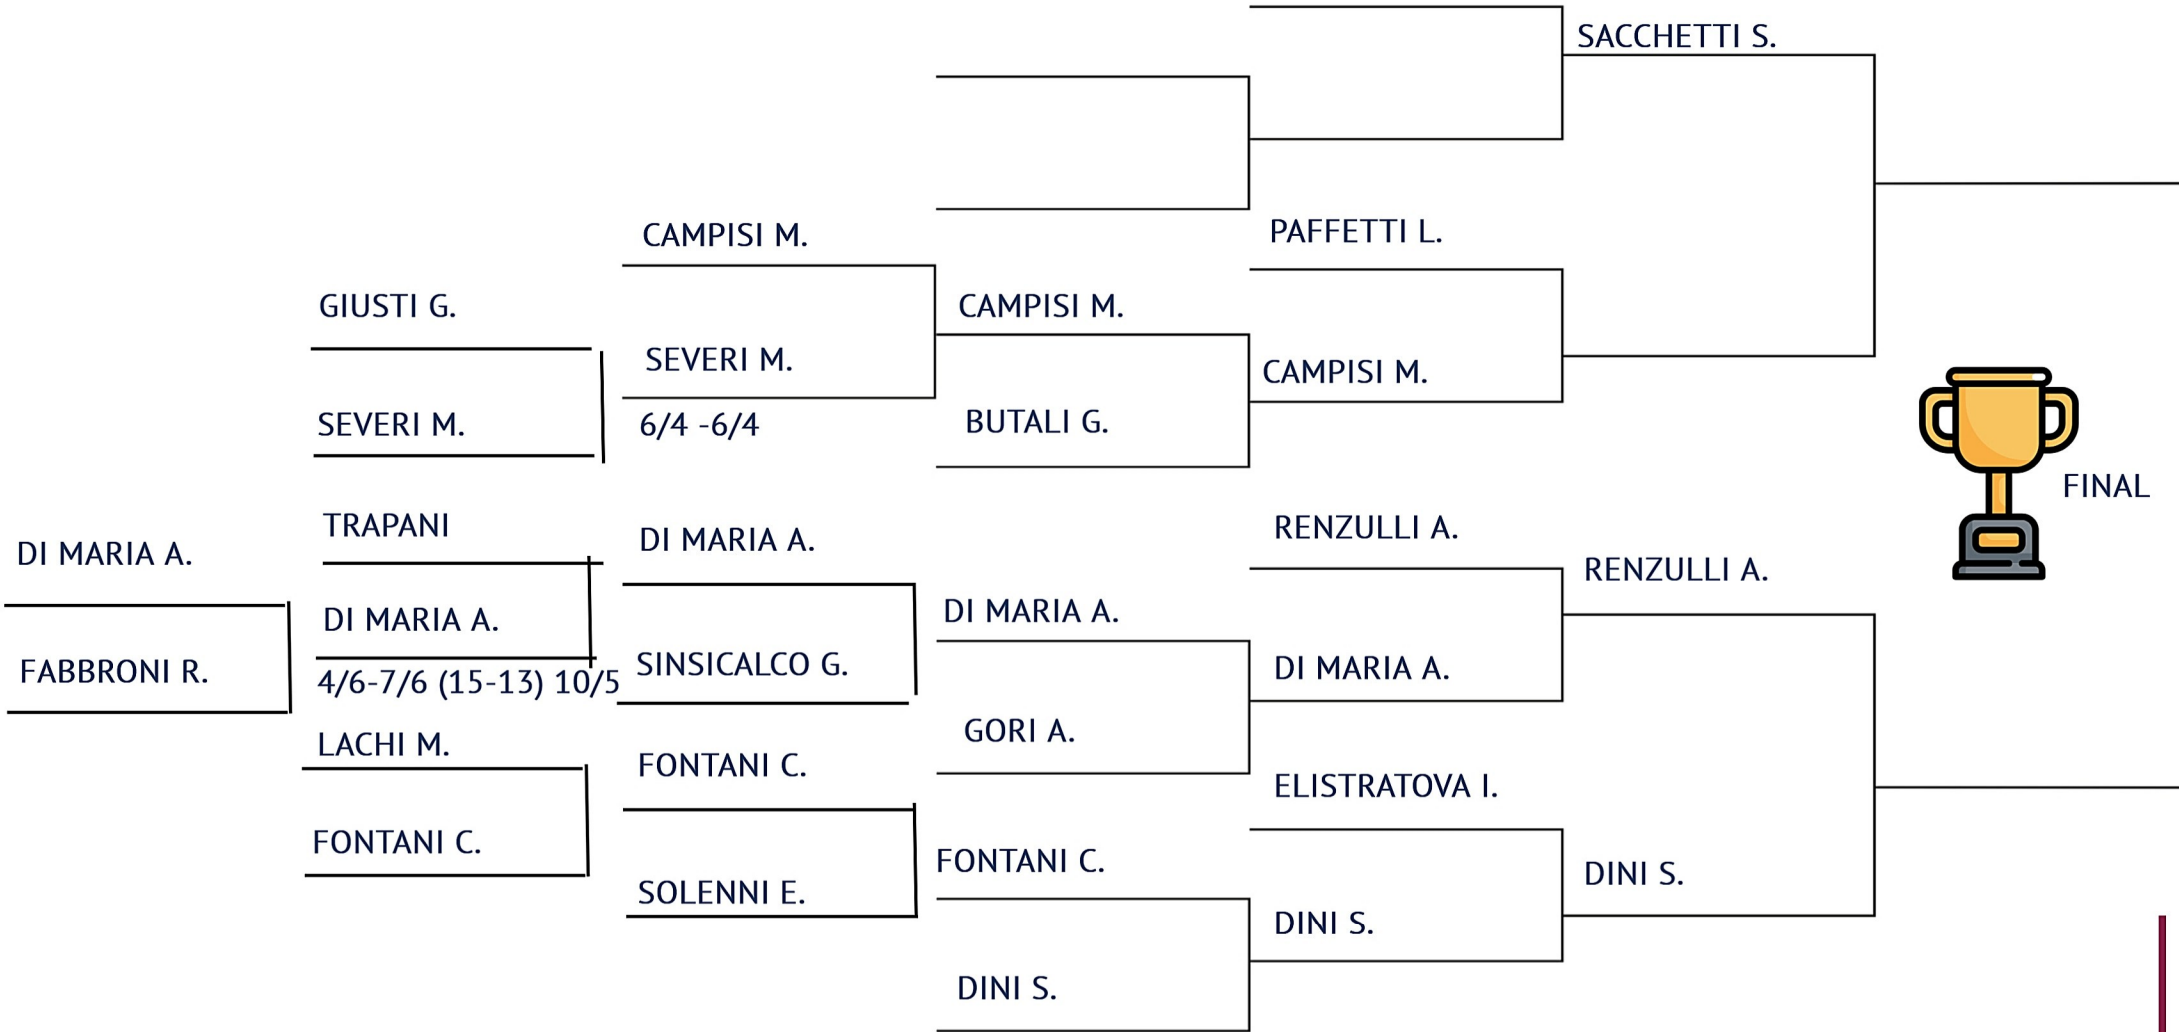 DI MARIA A.
FABBRONI R.
GIUSTI G.
SEVERI M.
TRAPANI
DI MARIA A.
4/6-7/6 (15-13) 10/5
LACHI M.
FONTANI C.
CAMPISI M.
SEVERI M.
6/4 -6/4
DI MARIA A.
SINSICALCO G.
FONTANI C.
SOLENNI E.
CAMPISI M.
BUTALI G.
DI MARIA A.
GORI A.
FONTANI C.
DINI S.
PAFFETTI L.
CAMPISI M.
RENZULLI A.
DI MARIA A.
ELISTRATOVA I.
DINI S.
SACCHETTI S.
RENZULLI A.
DINI S.
FINAL